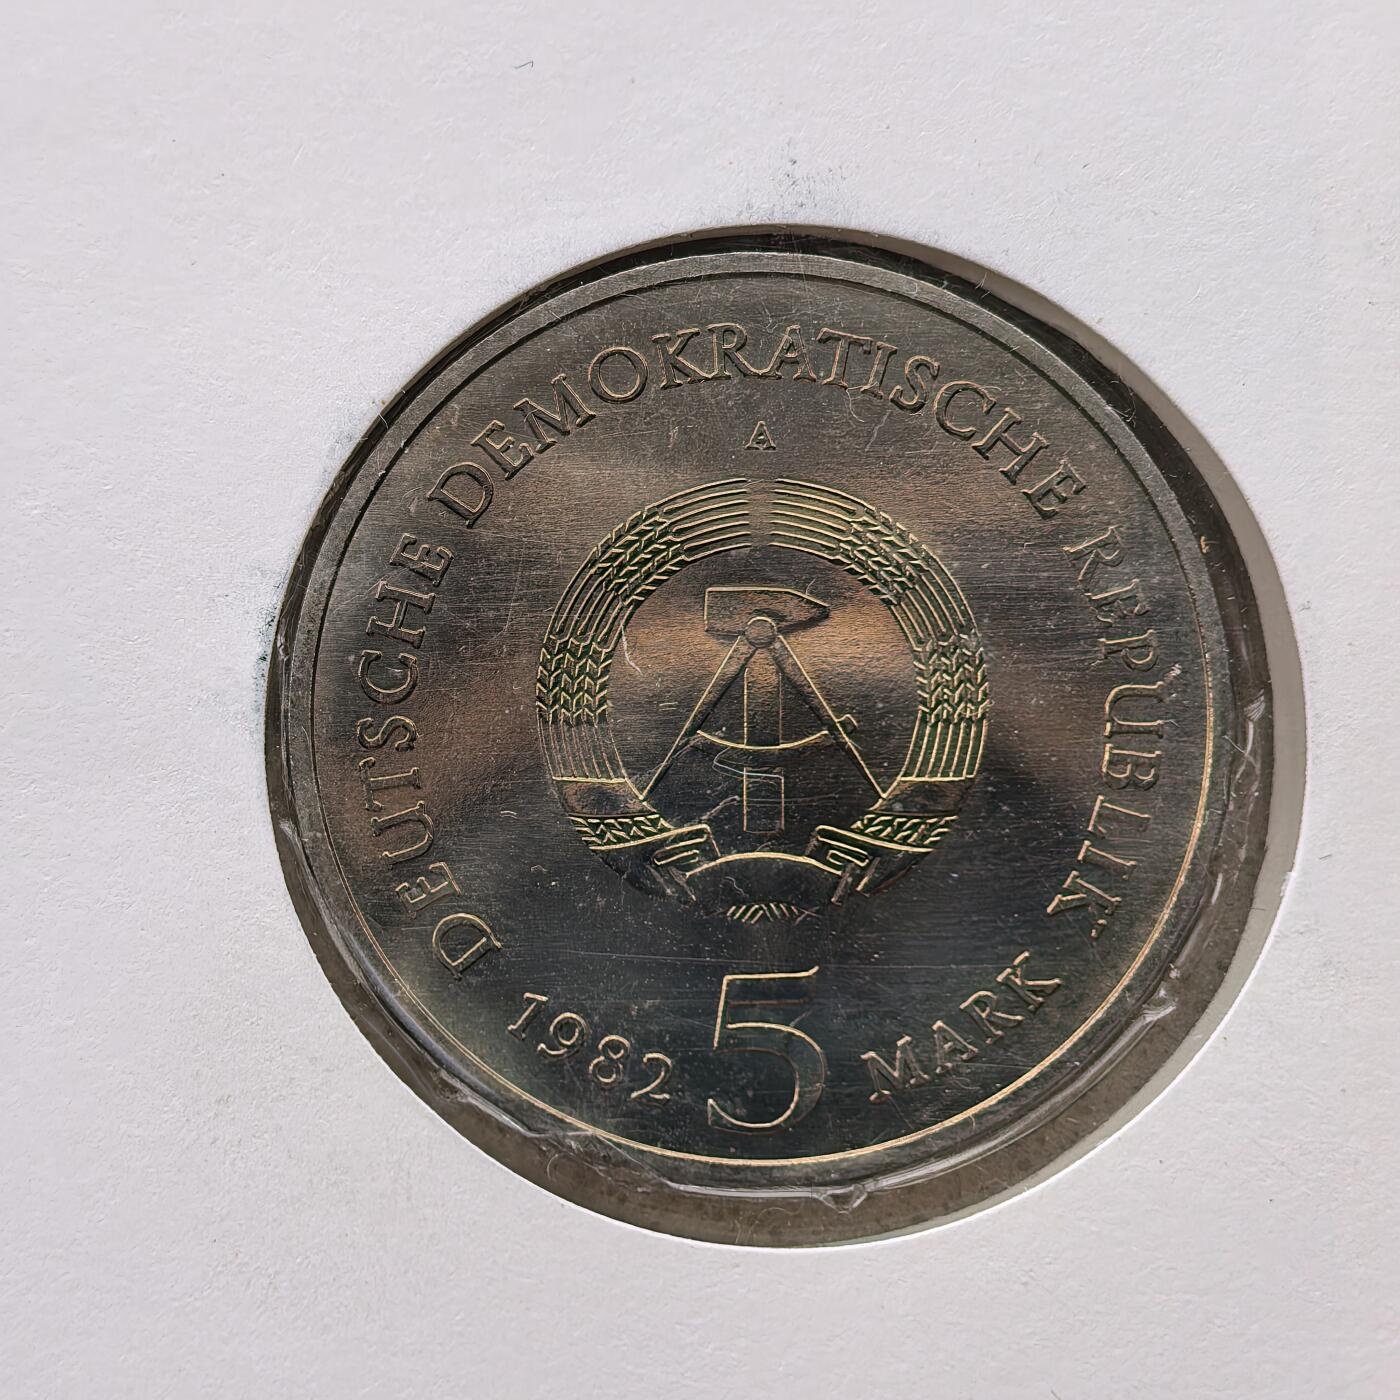 DEUTSCHE DEMOKRATISCHE REPUBLIK
A
1982 5 MARK